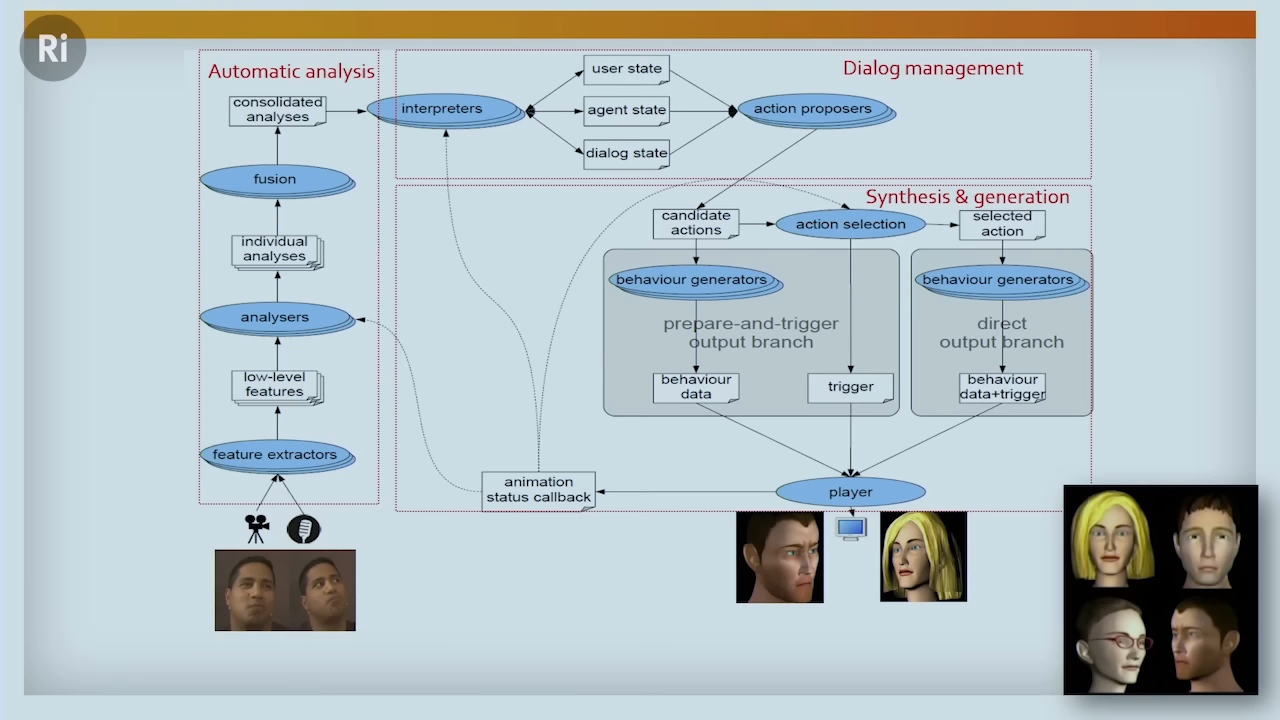 Ri
Automatic analysis
consolidated
analyses
fusion
individual
analyses
analysers
low-level
features
feature extractors
Dialog management
interpreters
user state
agent state
dialog state
action proposers
Synthesis & generation
candidate
actions
action selection
selected
action
behaviour generators
prepare-and-trigger
output branch
behaviour
data
trigger
behaviour generators
direct
output branch
behaviour
data+trigger
animation
status callback
player